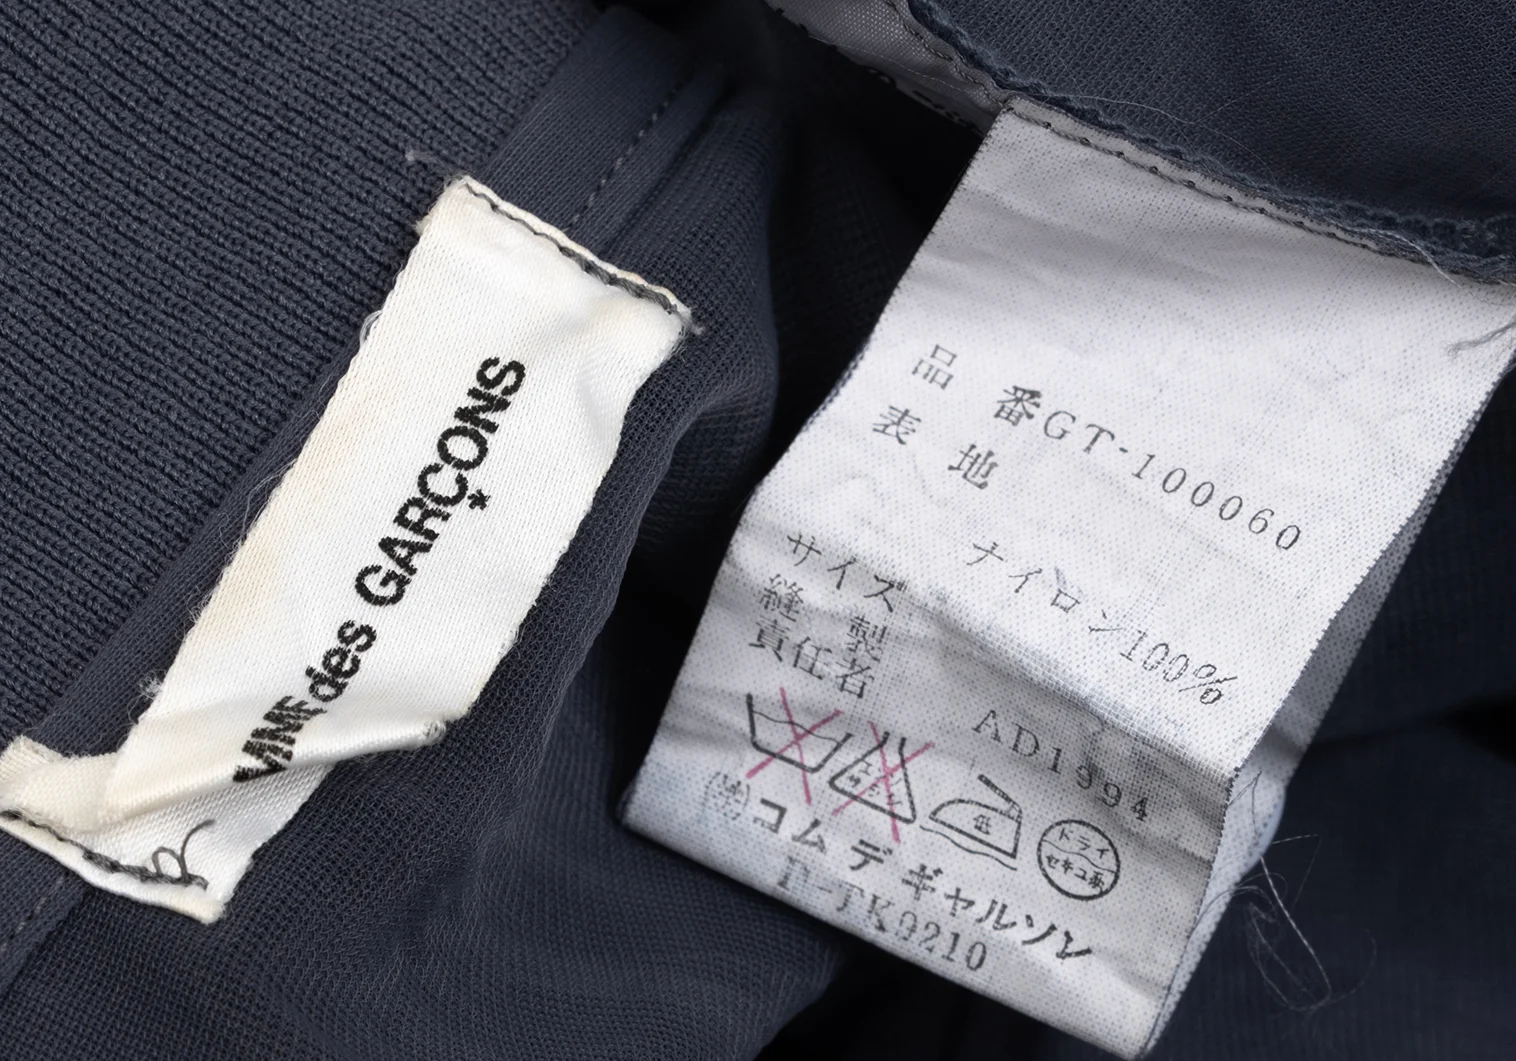 MME des GARÇONS
品 番GT-100060
表 地
ナイロン100%
サイズ
縫 製
責任者
AD1994
ドライ
セキユ系
㈱コム デ ギャルソン
D-TK0210